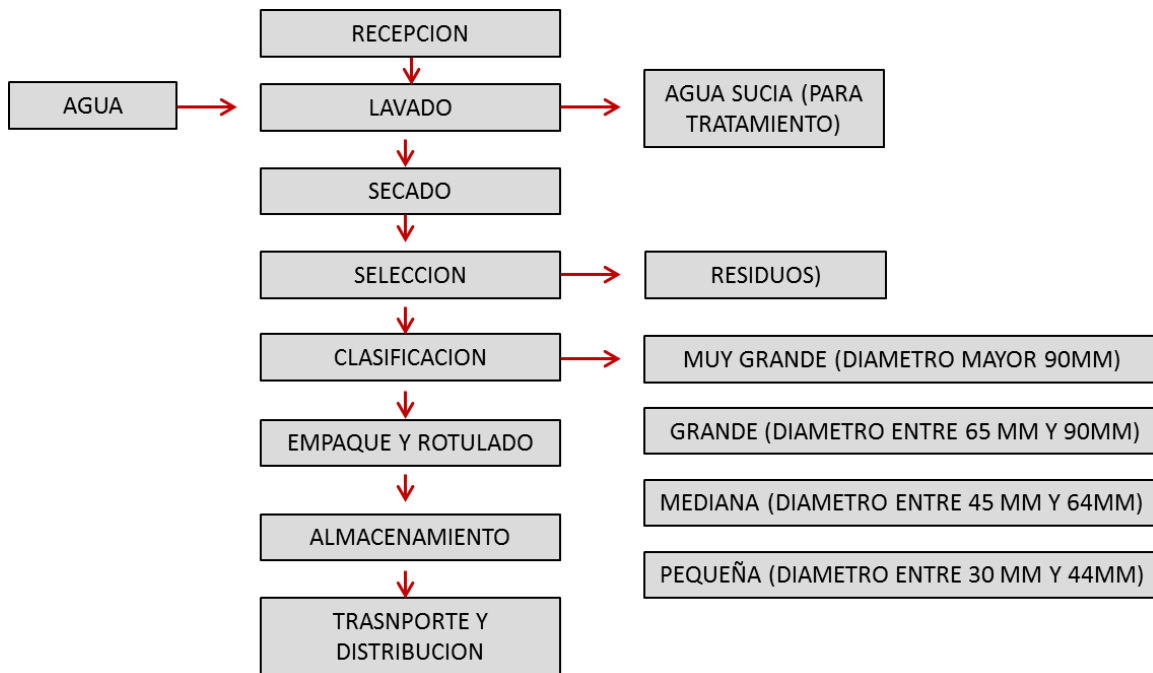 RECEPCION
AGUA
LAVADO
AGUA SUCIA (PARA
TRATAMIENTO)
SECADO
SELECCION
RESIDUOS)
CLASIFICACION
MUY GRANDE (DIAMETRO MAYOR 90MM)
EMPAQUE Y ROTULADO
GRANDE (DIAMETRO ENTRE 65 MM Y 90MM)
MEDIANA (DIAMETRO ENTRE 45 MM Y 64MM)
ALMACENAMIENTO
PEQUEÑA (DIAMETRO ENTRE 30 MM Y 44MM)
TRASNPORTE Y
DISTRIBUCION